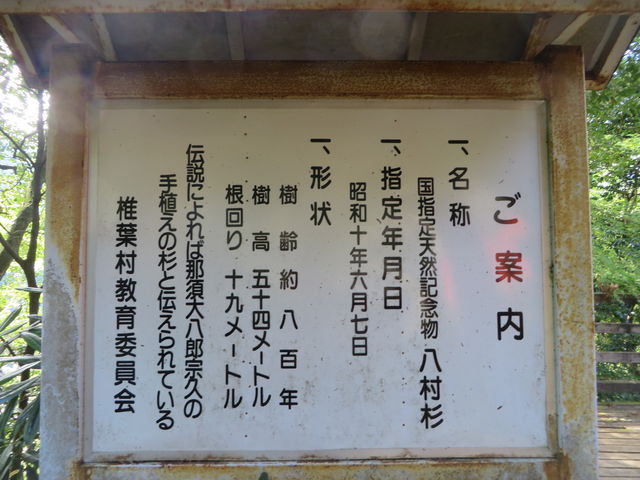 ご案内
一、名称
国指定天然記念物 八村杉
一、指定年月日
昭和十年六月七日
一、形状
樹齢約八百年
樹高 五十四メートル
根回り 十九メートル
伝説によれば那須大八郎宗久の
手植えの杉と伝えられている
椎葉村教育委員会